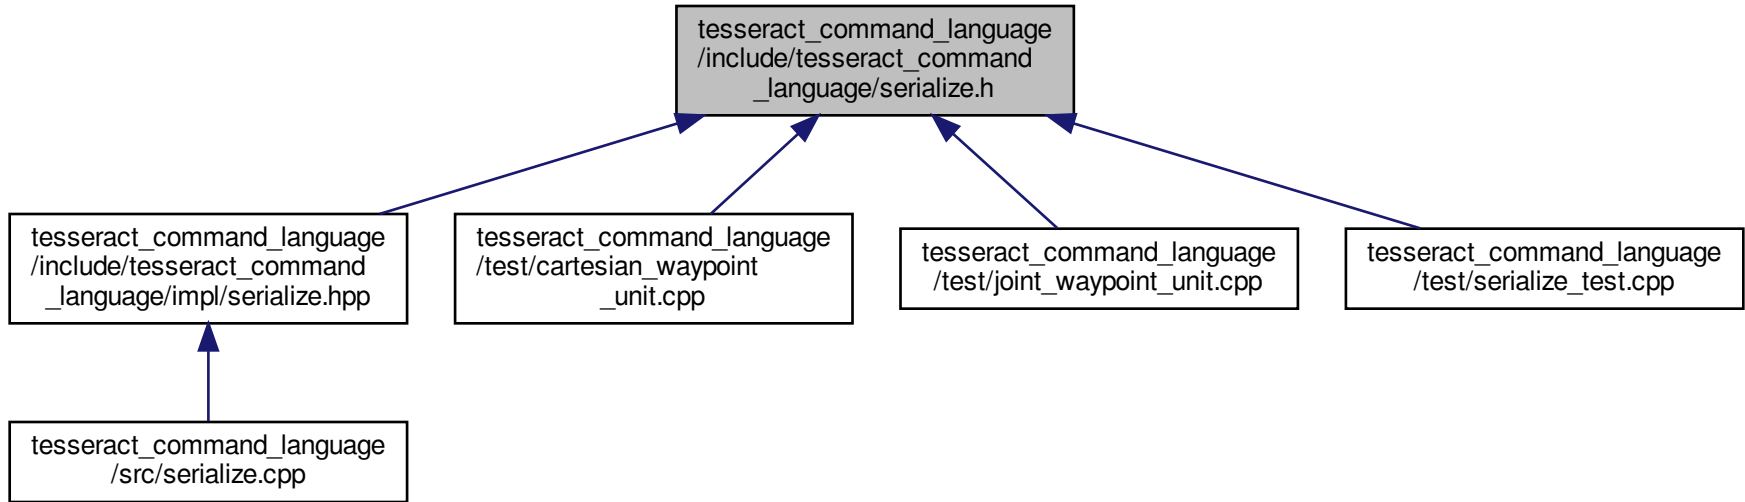 tesseract_command_language
/include/tesseract_command
_language/serialize.h
tesseract_command_language
/include/tesseract_command
_language/impl/serialize.hpp
tesseract_command_language
/test/cartesian_waypoint
_unit.cpp
tesseract_command_language
/test/joint_waypoint_unit.cpp
tesseract_command_language
/test/serialize_test.cpp
tesseract_command_language
/src/serialize.cpp